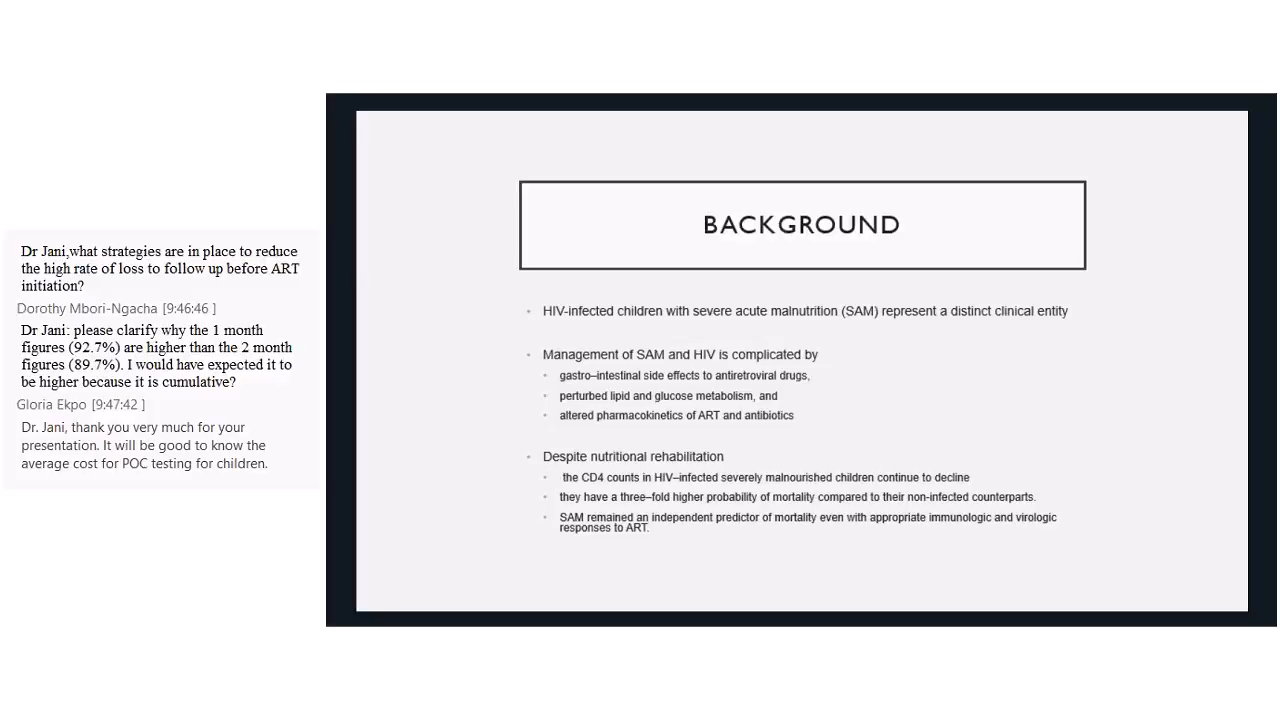 Dr Jani,what strategies are in place to reduce
the high rate of loss to follow up before ART
initiation?
Dorothy Mbori-Ngacha [9:46:46 ]
Dr Jani: please clarify why the 1 month
figures (92.7%) are higher than the 2 month
figures (89.7%). I would have expected it to
be higher because it is cumulative?
Gloria Ekpo [9:47:42 ]
Dr. Jani, thank you very much for your
presentation. It will be good to know the
average cost for POC testing for children.
BACKGROUND
• HIV-infected children with severe acute malnutrition (SAM) represent a distinct clinical entity
• Management of SAM and HIV is complicated by
• gastro–intestinal side effects to antiretroviral drugs,
• perturbed lipid and glucose metabolism, and
• altered pharmacokinetics of ART and antibiotics
• Despite nutritional rehabilitation
• the CD4 counts in HIV–infected severely malnourished children continue to decline
• they have a three–fold higher probability of mortality compared to their non-infected counterparts.
• SAM remained an independent predictor of mortality even with appropriate immunologic and virologic
responses to ART.